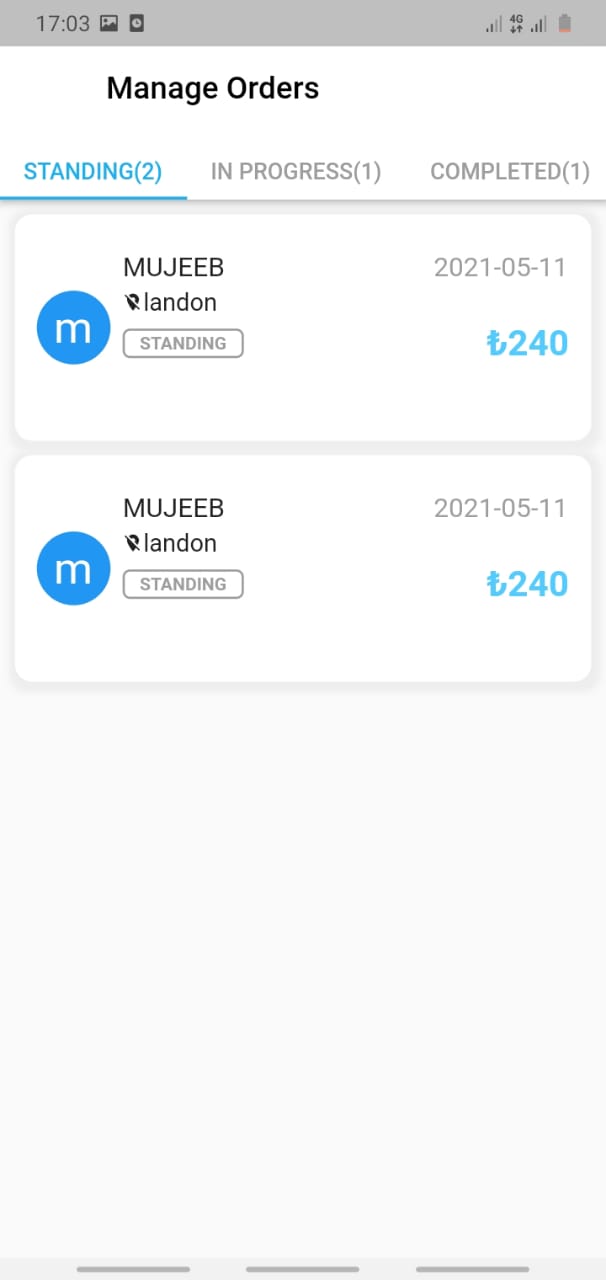 17:03 4G
Manage Orders
STANDING(2) IN PROGRESS(1) COMPLETED(1)
MUJEEB 2021-05-11
landon
m STANDING ₺240
MUJEEB 2021-05-11
landon
m STANDING ₺240